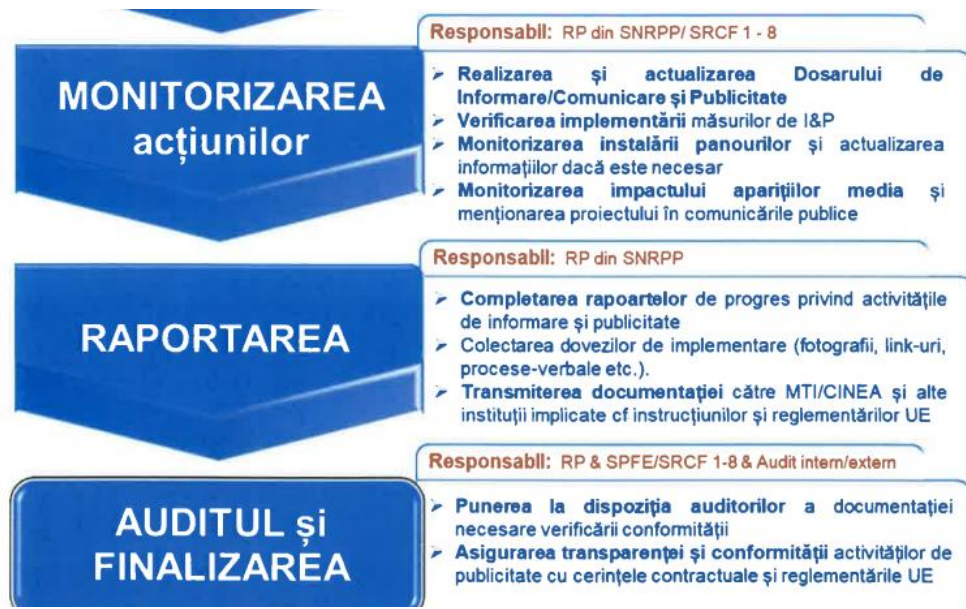 Responsabil: RP din SNRPP/ SRCF 1 - 8
MONITORIZAREA
acțiunilor
➢ Realizarea și actualizarea Dosarului de
Informare/Comunicare și Publicitate
➢ Verificarea implementării măsurilor de I&P
➢ Monitorizarea instalării panourilor și actualizarea
informațiilor dacă este necesar
➢ Monitorizarea impactului aparițiilor media și
menționarea proiectului în comunicările publice
Responsabil: RP din SNRPP
RAPORTAREA
➢ Completarea rapoartelor de progres privind activitățile
de informare și publicitate
➢ Colectarea dovezilor de implementare (fotografii, link-uri,
procese-verbale etc.).
➢ Transmiterea documentației către MTI/CINEA și alte
instituții implicate cf instrucțiunilor și reglementărilor UE
Responsabil: RP & SPFE/SRCF 1-8 & Audit intern/extern
AUDITUL și
FINALIZAREA
➢ Punerea la dispoziția auditorilor a documentației
necesare verificării conformității
➢ Asigurarea transparenței și conformității activităților de
publicitate cu cerințele contractuale și reglementările UE